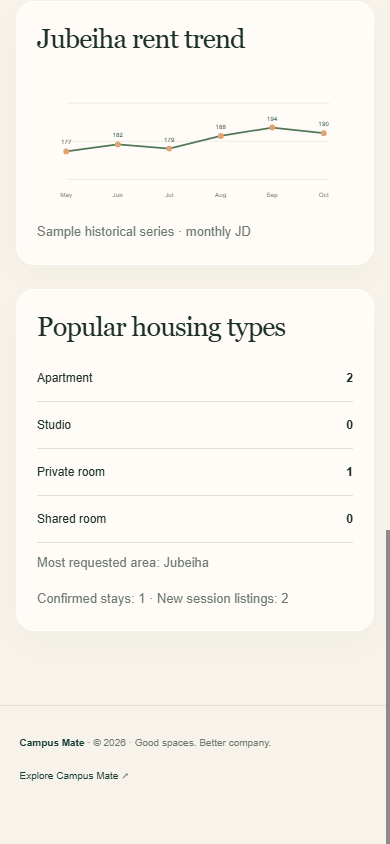 Jubeiha rent trend
177 182 179 188 194 190
May Jun Jul Aug Sep Oct
Sample historical series · monthly JD
Popular housing types
Apartment 2
Studio 0
Private room 1
Shared room 0
Most requested area: Jubeiha
Confirmed stays: 1 · New session listings: 2
Campus Mate · © 2026 · Good spaces. Better company.
Explore Campus Mate ↗